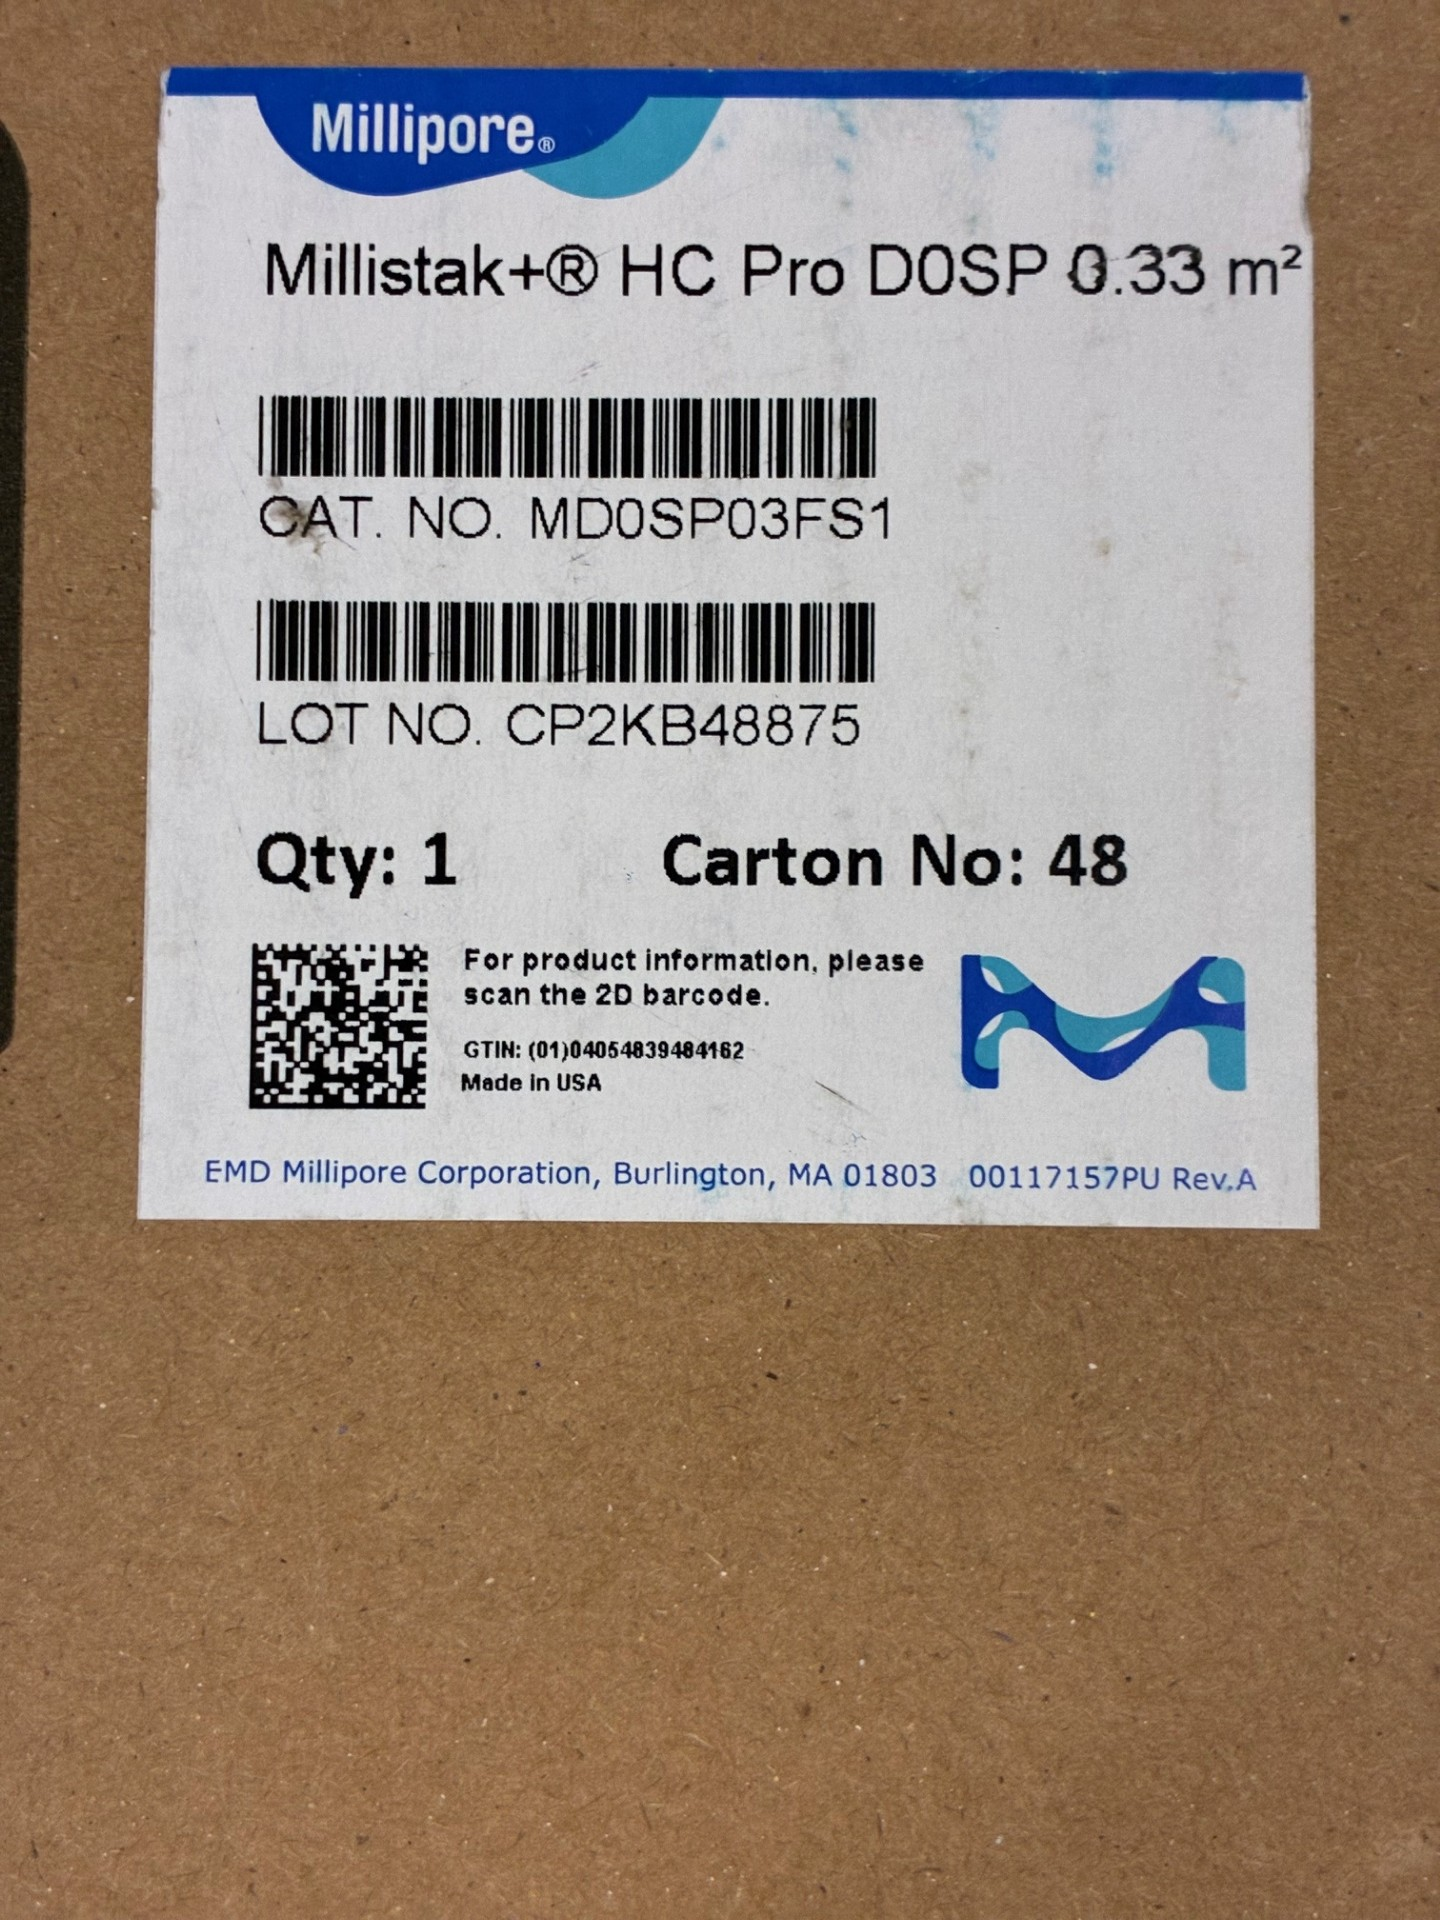 Millipore®
Millistak+® HC Pro D0SP 0.33 m²
CAT. NO. MD0SP03FS1
LOT NO. CP2KB48875
Qty: 1 Carton No: 48
For product information, please
scan the 2D barcode.
GTIN: (01)04054839484162
Made in USA
EMD Millipore Corporation, Burlington, MA 01803 00117157PU Rev.A